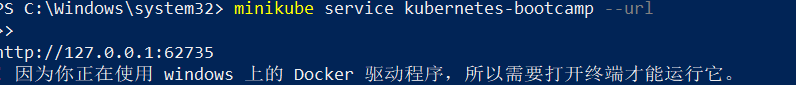 PS C:\Windows\system32> minikube service kubernetes-bootcamp --url
>>
http://127.0.0.1:62735
因为你正在使用 windows 上的 Docker 驱动程序，所以需要打开终端才能运行它。